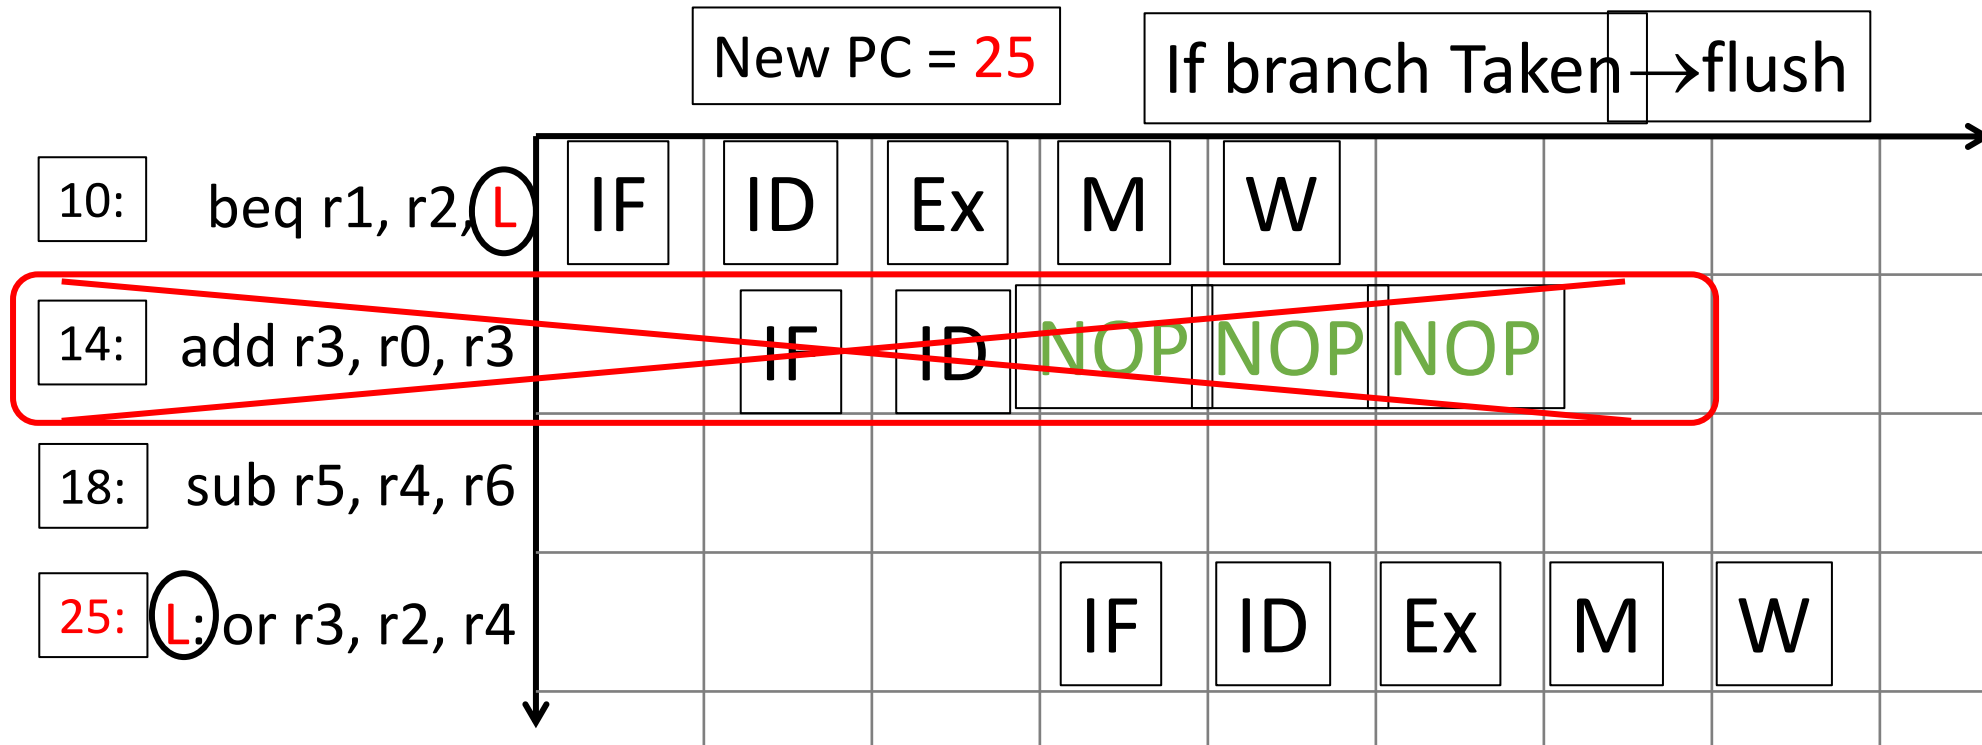 New PC = 25 If branch Taken →flush
10: beq r1, r2, L IF ID Ex M W
14: add r3, r0, r3 IF ID NOP NOP NOP
18: sub r5, r4, r6
25: L: or r3, r2, r4 IF ID Ex M W